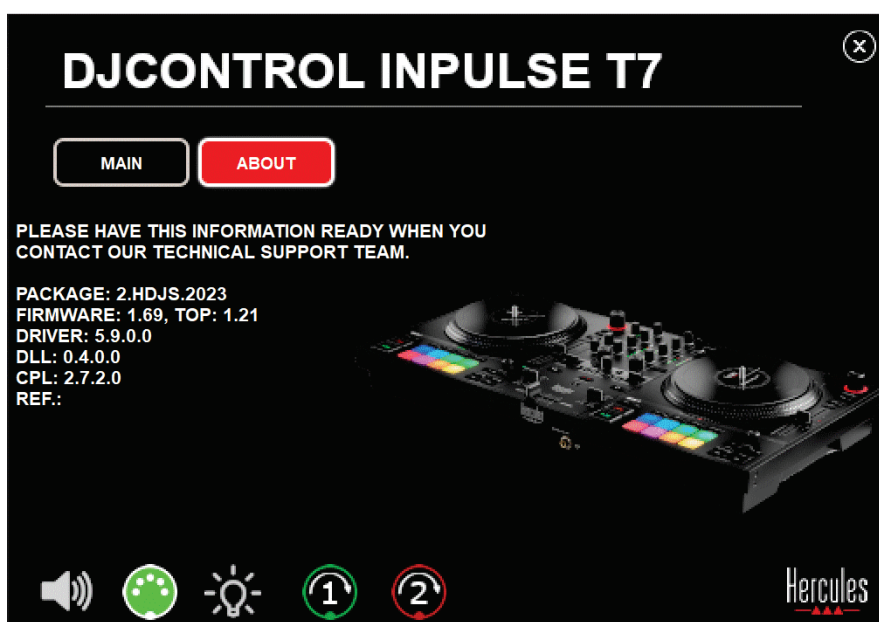 DJCONTROL INPULSE T7
MAIN
ABOUT
PLEASE HAVE THIS INFORMATION READY WHEN YOU
CONTACT OUR TECHNICAL SUPPORT TEAM.
PACKAGE: 2.HDJS.2023
FIRMWARE: 1.69, TOP: 1.21
DRIVER: 5.9.0.0
DLL: 0.4.0.0
CPL: 2.7.2.0
REF.:
1
2
Hercules